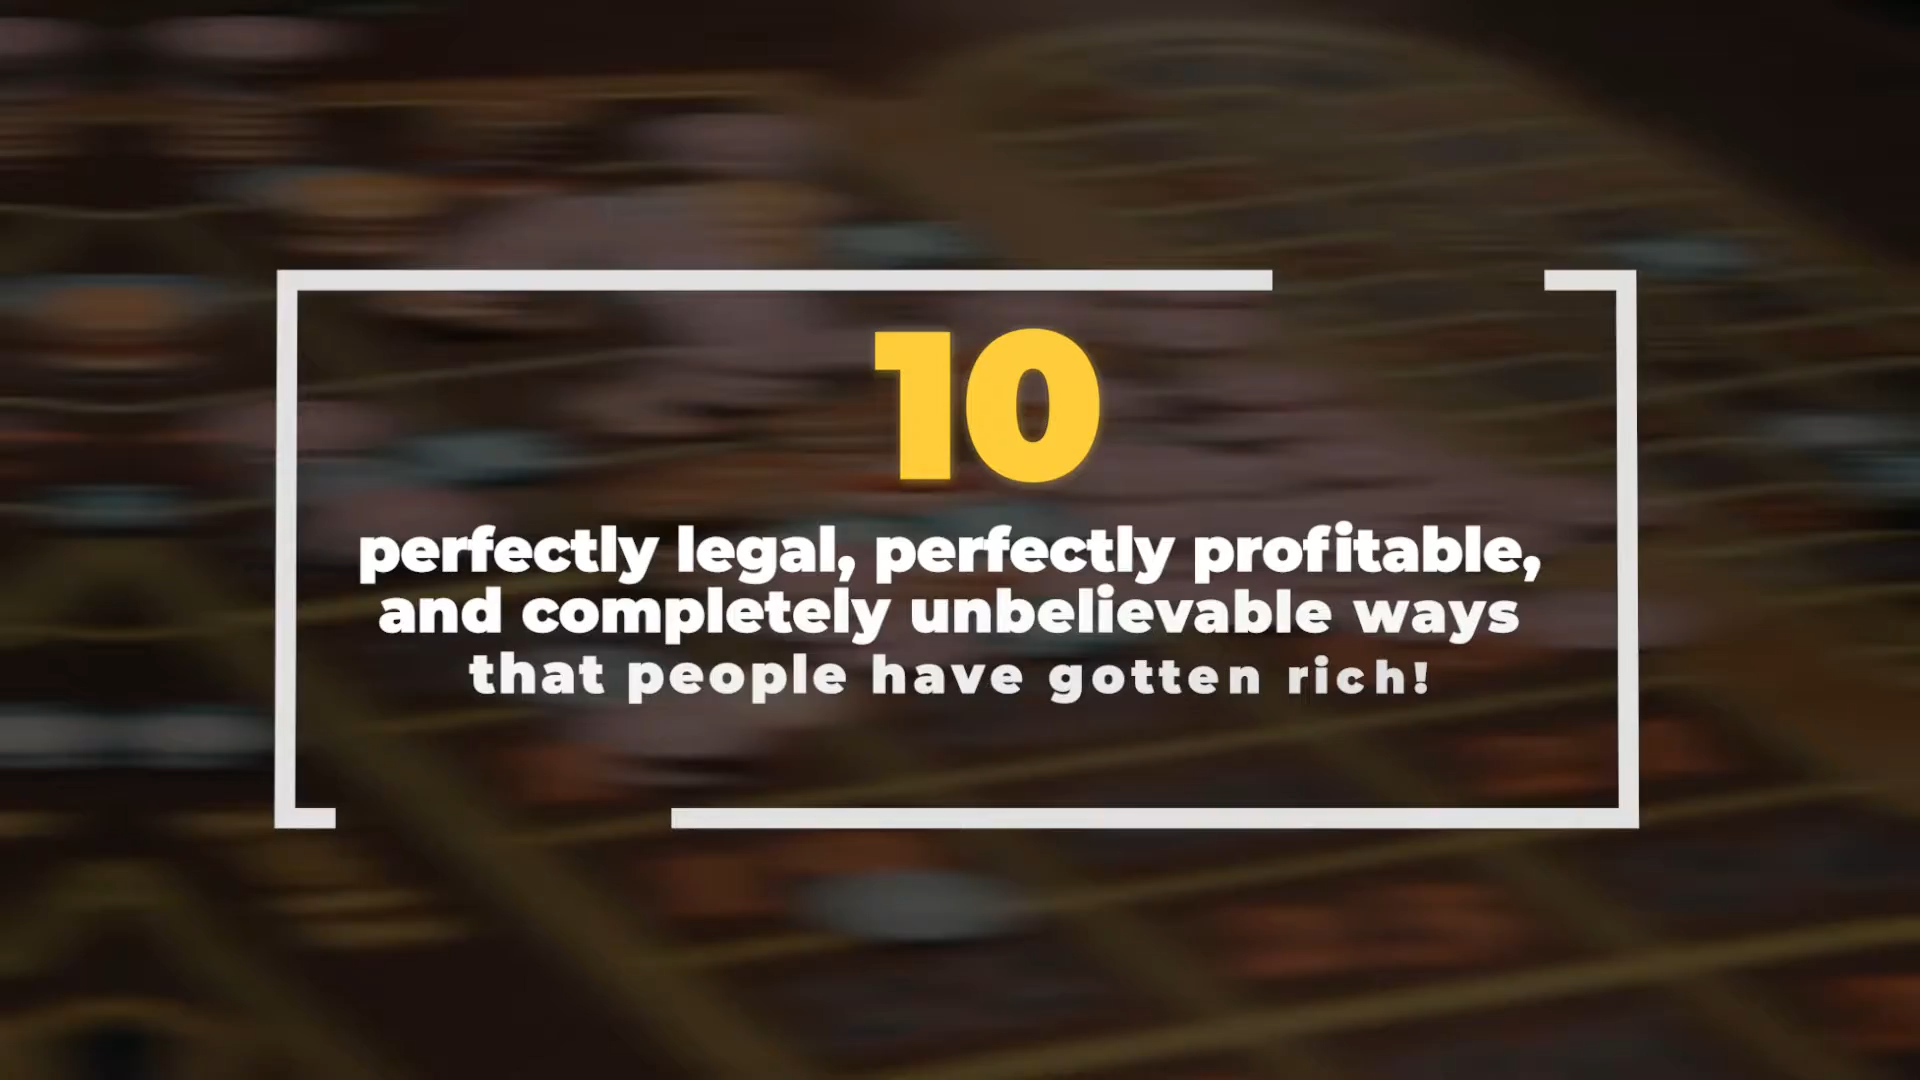 10
perfectly legal, perfectly profitable,
and completely unbelievable ways
that people have gotten rich!